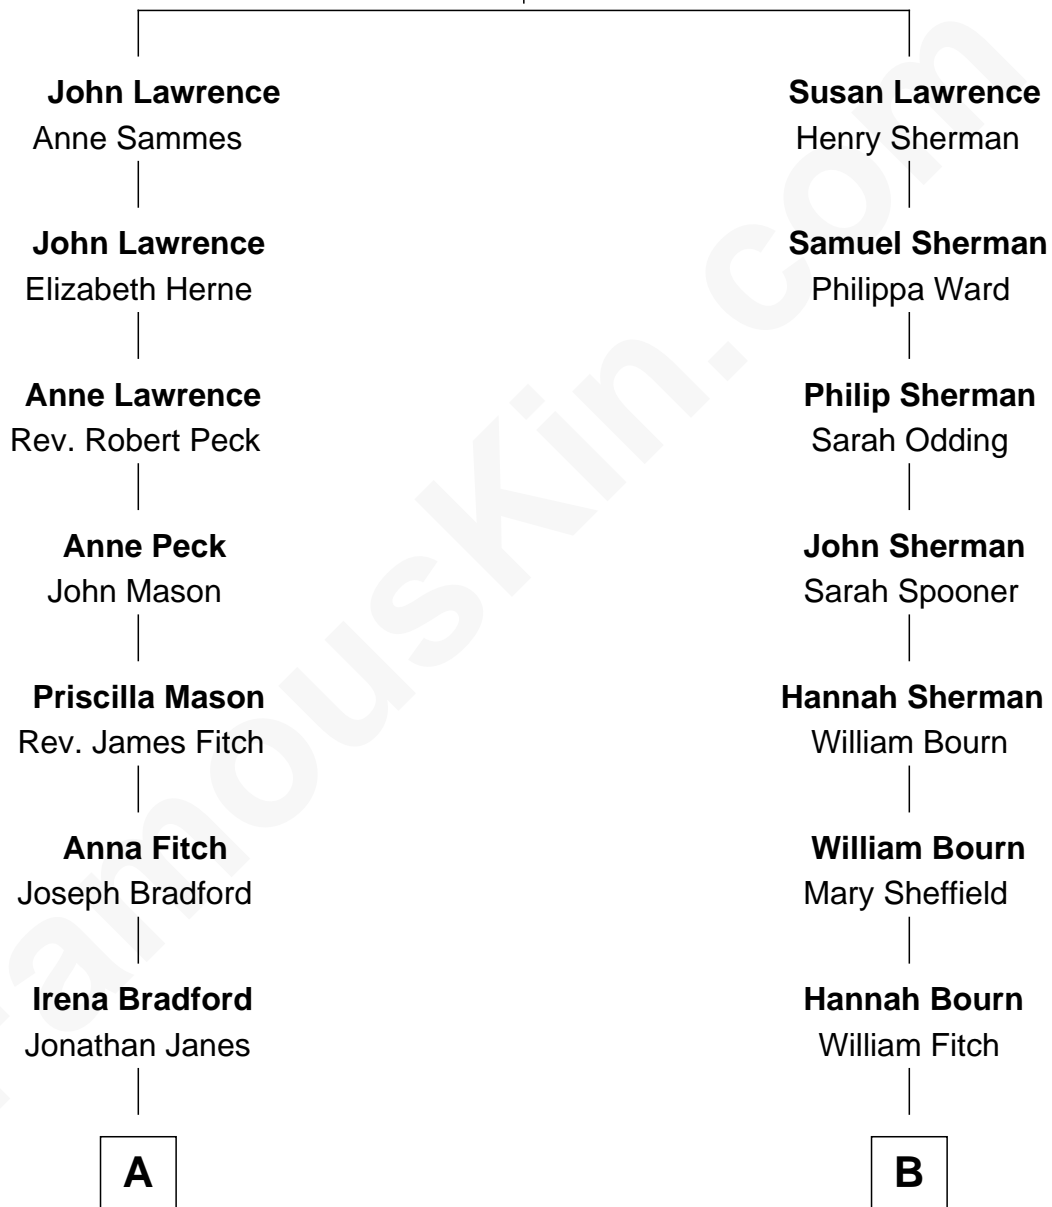 John Lawrence
Anne Sammes
John Lawrence
Elizabeth Herne
Anne Lawrence
Rev. Robert Peck
Anne Peck
John Mason
Priscilla Mason
Rev. James Fitch
Anna Fitch
Joseph Bradford
Irena Bradford
Jonathan Janes
A
Susan Lawrence
Henry Sherman
Samuel Sherman
Philippa Ward
Philip Sherman
Sarah Odding
John Sherman
Sarah Spooner
Hannah Sherman
William Bourn
William Bourn
Mary Sheffield
Hannah Bourn
William Fitch
B
FamousKin.com